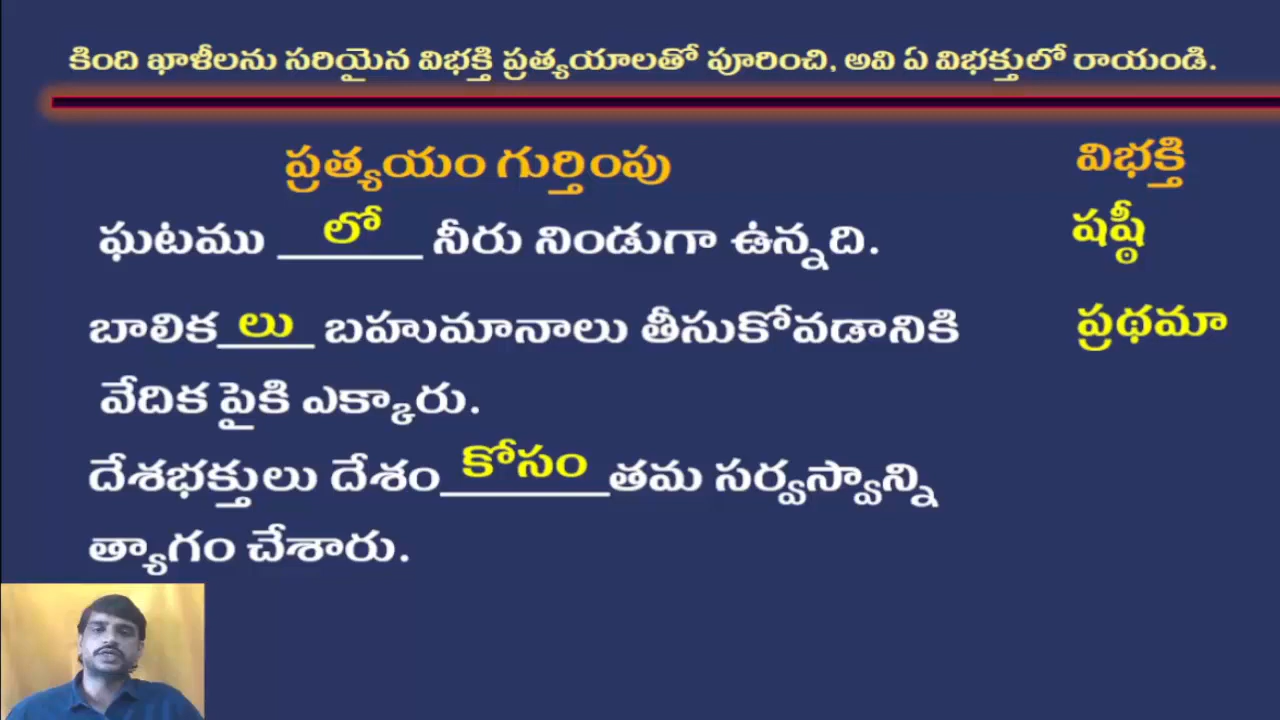 కింది ఖాళీలను సరియైన విభక్తి ప్రత్యయాలతో పూరించి, అవి ఏ విభక్తులో రాయండి.
ప్రత్యయం గుర్తింపు విభక్తి
ఘటము లో నీరు నిండుగా ఉన్నది. షష్ఠీ
బాలిక లు బహుమానాలు తీసుకోవడానికి ప్రథమా
వేదిక పైకి ఎక్కారు.
దేశభక్తులు దేశం కోసం తమ సర్వస్వాన్ని
త్యాగం చేశారు.